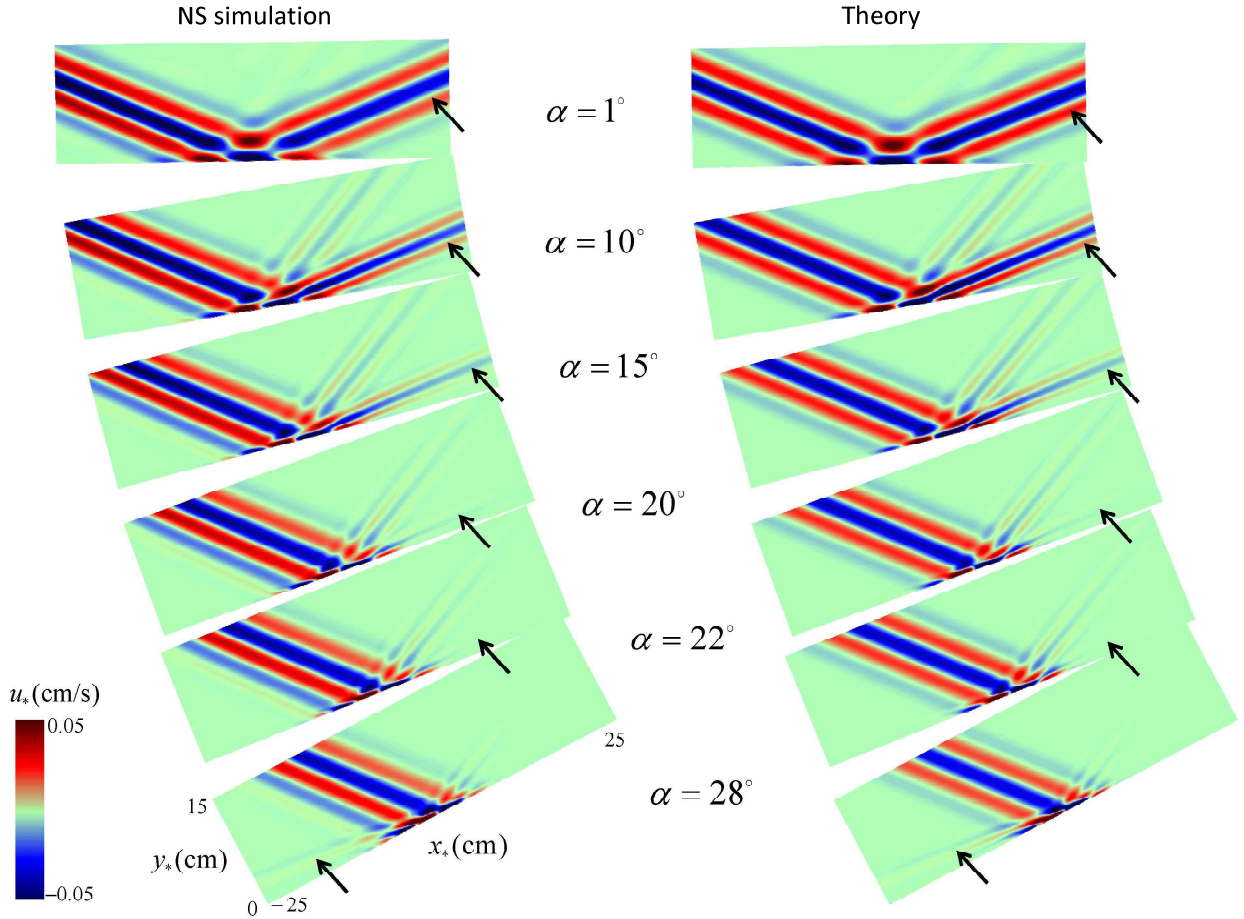 NS simulation
Theory
α = 1°
α = 10°
α = 15°
α = 20°
α = 22°
α = 28°
u* (cm/s)
0.05
−0.05
15
y* (cm)
0
−25
x* (cm)
25